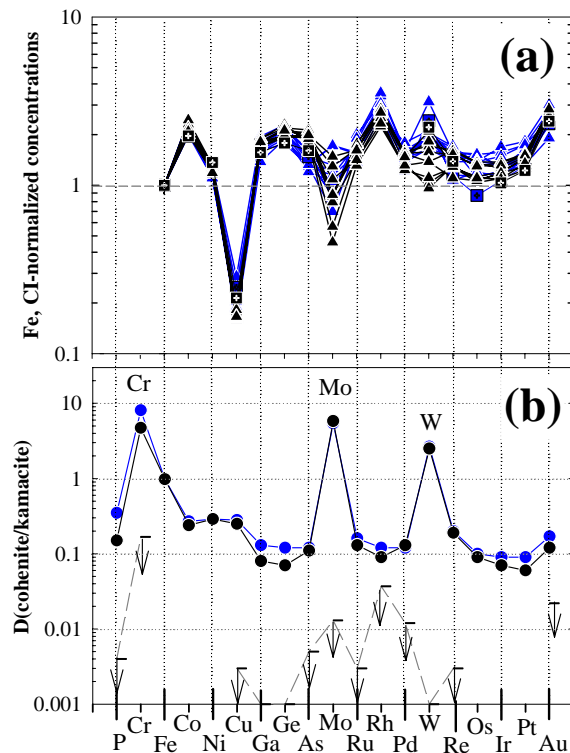 10
(a)
1
0.1
Fe, CI-normalized concentrations
Cr
Mo
W
(b)
10
1
0.1
0.01
0.001
D(cohenite/kamacite)
P Cr Fe Co Ni Cu Ga Ge As Mo Ru Rh Pd W Re Os Ir Pt Au